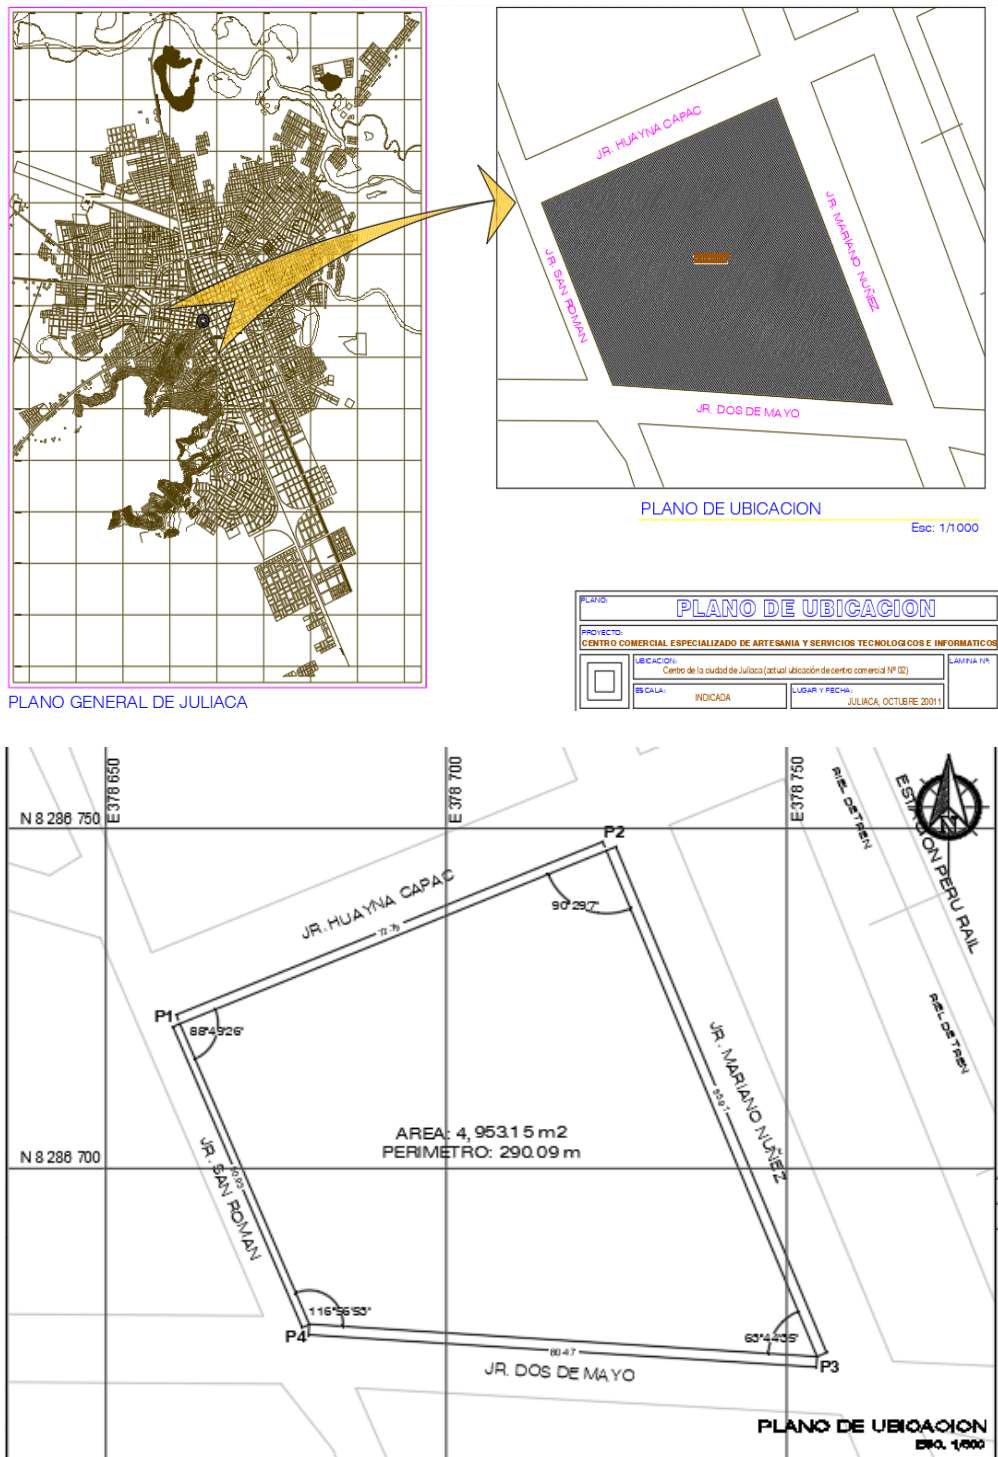 JR. HUAYNA CAPAC
JR. MARIANO NUÑEZ
JR. SAN ROMAN
JR. DOS DE MAYO
PLANO DE UBICACION
Esc: 1/1000
PLANO GENERAL DE JULIACA
PLANO:
PLANO DE UBICACION
PROYECTO:
CENTRO COMERCIAL ESPECIALIZADO DE ARTESANIA Y SERVICIOS TECNOLOGICOS E INFORMATICOS
UBICACION:
Centro de la ciudad de Juliaca (actual ubicación de centro comercial Nº 02)
LAMINA Nº:
ESCALA:
INDICADA
LUGAR Y FECHA:
JULIACA, OCTUBRE 20011
E 378 650
E 378 700
E 378 750
N 8 286 750
N 8 286 700
RIEL DE TREN
ESTACION PERU RAIL
N
RIEL DE TREN
P2
JR. HUAYNA CAPAC
90°29'7"
P1
88°49'26"
JR. MARIANO NUÑEZ
AREA: 4,953.15 m2
PERIMETRO: 290.09 m
JR. SAN ROMAN
116°56'53"
P4
80.47
P3
JR. DOS DE MAYO
PLANO DE UBICACION
ESC. 1/500